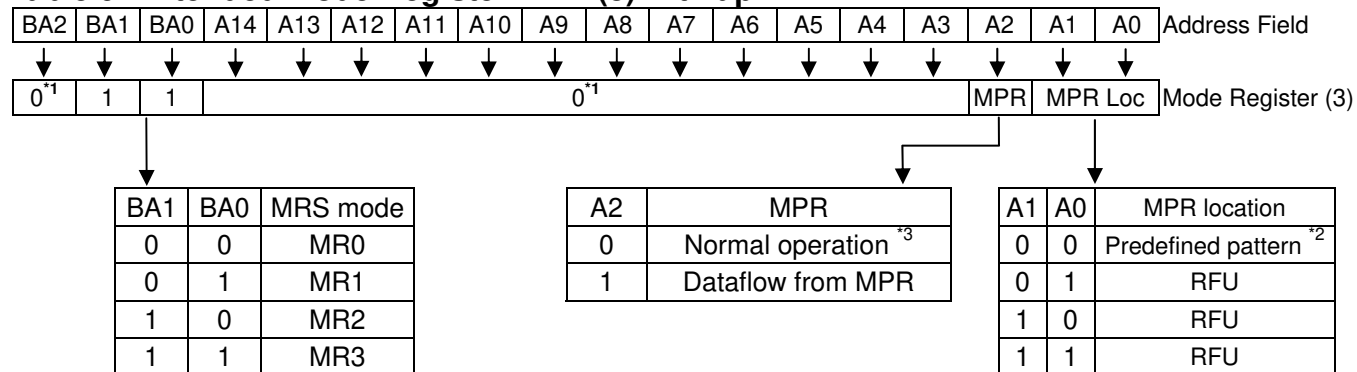 BA2 BA1 BA0 A14 A13 A12 A11 A10 A9 A8 A7 A6 A5 A4 A3 A2 A1 A0 Address Field
0*1 1 1 0*1 MPR MPR Loc Mode Register (3)
BA1 BA0 MRS mode
0 0 MR0
0 1 MR1
1 0 MR2
1 1 MR3
A2 MPR
0 Normal operation *3
1 Dataflow from MPR
A1 A0 MPR location
0 0 Predefined pattern *2
0 1 RFU
1 0 RFU
1 1 RFU